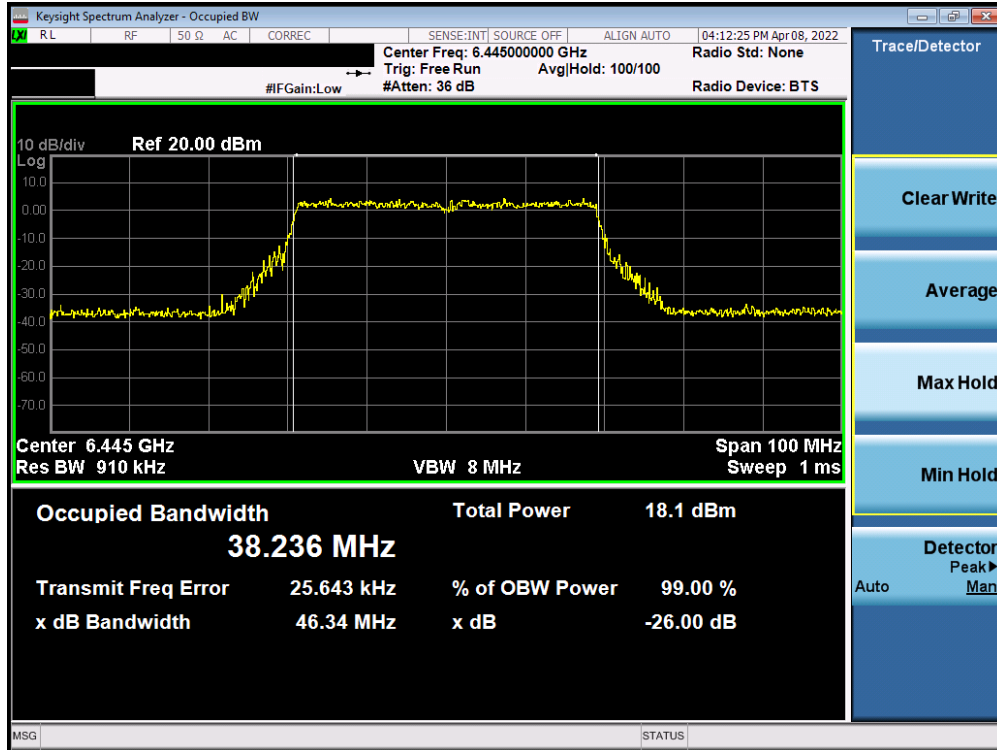 Keysight Spectrum Analyzer - Occupied BW
LXI RL RF 50 Ω AC CORREC SENSE:INT SOURCE OFF ALIGN AUTO 04:12:25 PM Apr 08, 2022
Center Freq: 6.445000000 GHz Radio Std: None
Trig: Free Run Avg|Hold: 100/100
#IFGain:Low #Atten: 36 dB Radio Device: BTS
Trace/Detector
10 dB/div Ref 20.00 dBm
Log
10.0
0.00
-10.0
-20.0
-30.0
-40.0
-50.0
-60.0
-70.0
Center 6.445 GHz Span 100 MHz
Res BW 910 kHz VBW 8 MHz Sweep 1 ms
Occupied Bandwidth Total Power 18.1 dBm
38.236 MHz
Transmit Freq Error 25.643 kHz % of OBW Power 99.00 %
x dB Bandwidth 46.34 MHz x dB -26.00 dB
Clear Write
Average
Max Hold
Min Hold
Detector
Peak▶
Auto Man
MSG STATUS